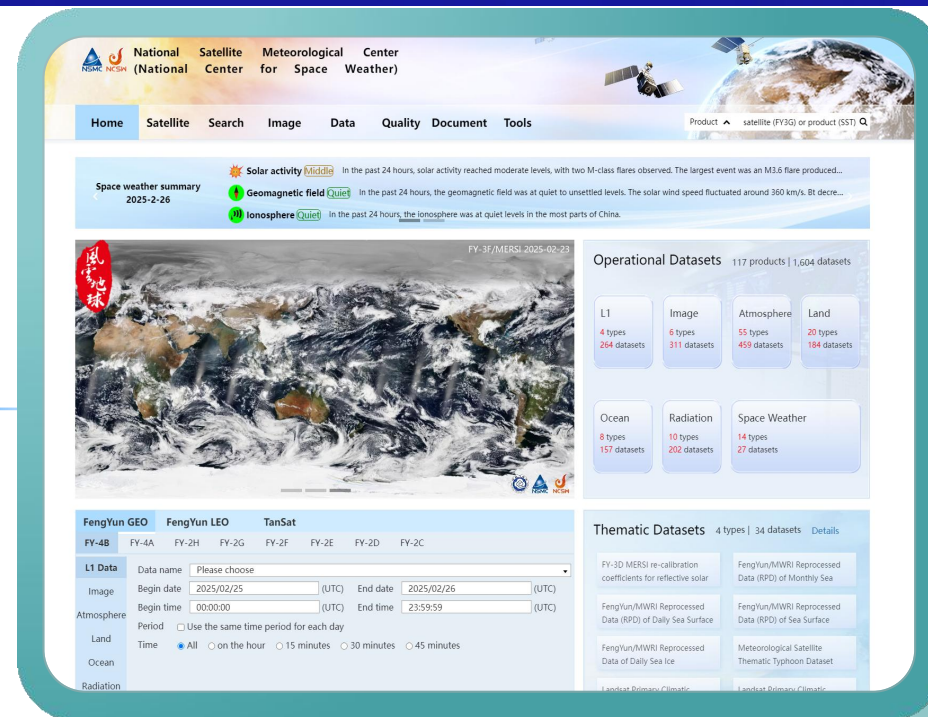 National Satellite Meteorological Center
(National Center for Space Weather)
NSMC NCSW
Home Satellite Search Image Data Quality Document Tools
Product satellite (FY3G) or product (SST)
Space weather summary
2025-2-26
Solar activity Middle In the past 24 hours, solar activity reached moderate levels, with two M-class flares observed. The largest event was an M3.6 flare produced...
Geomagnetic field Quiet In the past 24 hours, the geomagnetic field was at quiet to unsettled levels. The solar wind speed fluctuated around 360 km/s. Bt decre...
Ionosphere Quiet In the past 24 hours, the ionosphere was at quiet levels in the most parts of China.
風雲地球
FY-3F/MERSI 2025-02-23
NSMC NCSW
Operational Datasets 117 products | 1,604 datasets
L1
4 types
264 datasets
Image
6 types
311 datasets
Atmosphere
55 types
459 datasets
Land
20 types
184 datasets
Ocean
8 types
157 datasets
Radiation
10 types
202 datasets
Space Weather
14 types
27 datasets
FengYun GEO FengYun LEO TanSat
FY-4B FY-4A FY-2H FY-2G FY-2F FY-2E FY-2D FY-2C
L1 Data
Image
Atmosphere
Land
Ocean
Radiation
Data name Please choose
Begin date 2025/02/25 (UTC) End date 2025/02/26 (UTC)
Begin time 00:00:00 (UTC) End time 23:59:59 (UTC)
Period Use the same time period for each day
Time All on the hour 15 minutes 30 minutes 45 minutes
Thematic Datasets 4 types | 34 datasets Details
FY-3D MERSI re-calibration
coefficients for reflective solar
FengYun/MWRI Reprocessed
Data (RPD) of Monthly Sea
FengYun/MWRI Reprocessed
Data (RPD) of Daily Sea Surface
FengYun/MWRI Reprocessed
Data (RPD) of Sea Surface
FengYun/MWRI Reprocessed
Data of Daily Sea Ice
Meteorological Satellite
Thematic Typhoon Dataset
Landsat Primary Climatic
Landsat Primary Climatic